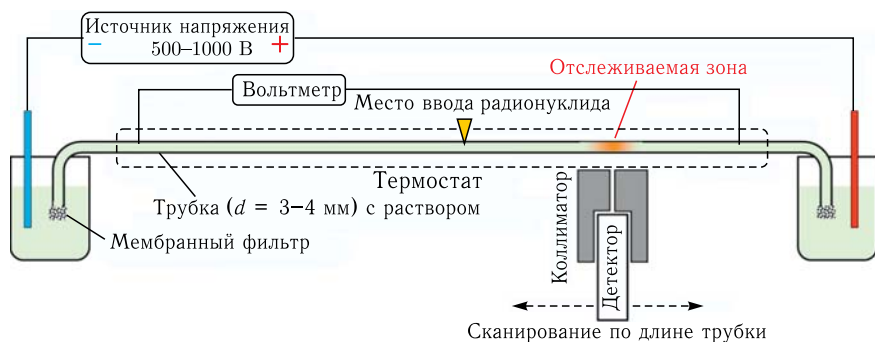 Источник напряжения
− 500–1000 В +
Отслеживаемая зона
Вольтметр
Место ввода радионуклида
Термостат
Трубка (d = 3–4 мм) с раствором
Мембранный фильтр
Коллиматор
Детектор
Сканирование по длине трубки